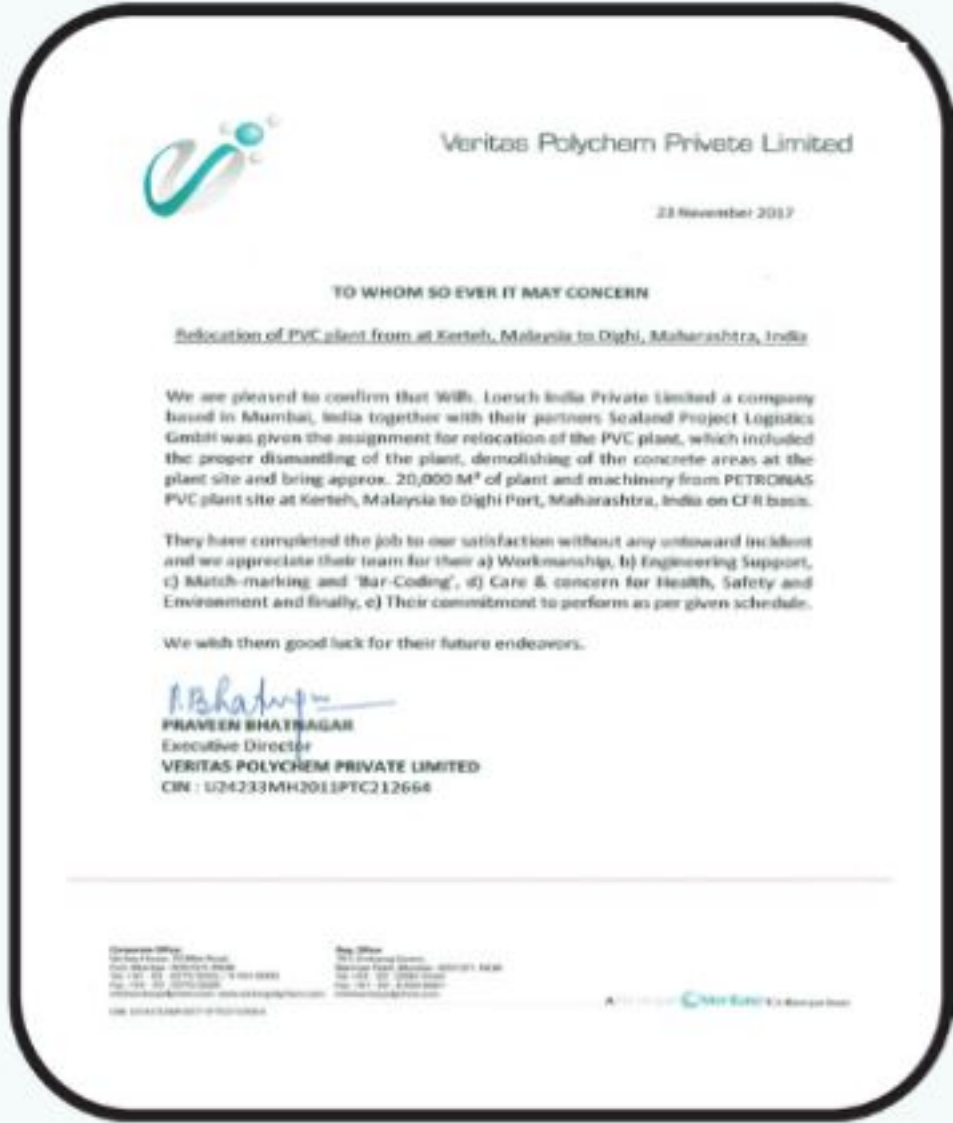 Veritas Polychem Private Limited
23 November 2017
TO WHOM SO EVER IT MAY CONCERN
Relocation of PVC plant from at Kerteh, Malaysia to Dighi, Maharashtra, India
We are pleased to confirm that Wilh. Loesch India Private Limited a company
based in Mumbai, India together with their partners Sealand Project Logistics
GmbH was given the assignment for relocation of the PVC plant, which included
the proper dismantling of the plant, demolishing of the concrete areas at the
plant site and bring approx. 20,000 M³ of plant and machinery from PETRONAS
PVC plant site at Kerteh, Malaysia to Dighi Port, Maharashtra, India on CFR basis.
They have completed the job to our satisfaction without any untoward incident
and we appreciate their team for their a) Workmanship, b) Engineering Support,
c) Match-marking and 'Bar-Coding', d) Care & concern for Health, Safety and
Environment and finally, e) Their commitment to perform as per given schedule.
We wish them good luck for their future endeavors.
PRAVEEN BHATNAGAR
Executive Director
VERITAS POLYCHEM PRIVATE LIMITED
CIN : U24233MH2011PTC212664
Corporate Office
Reg. Office